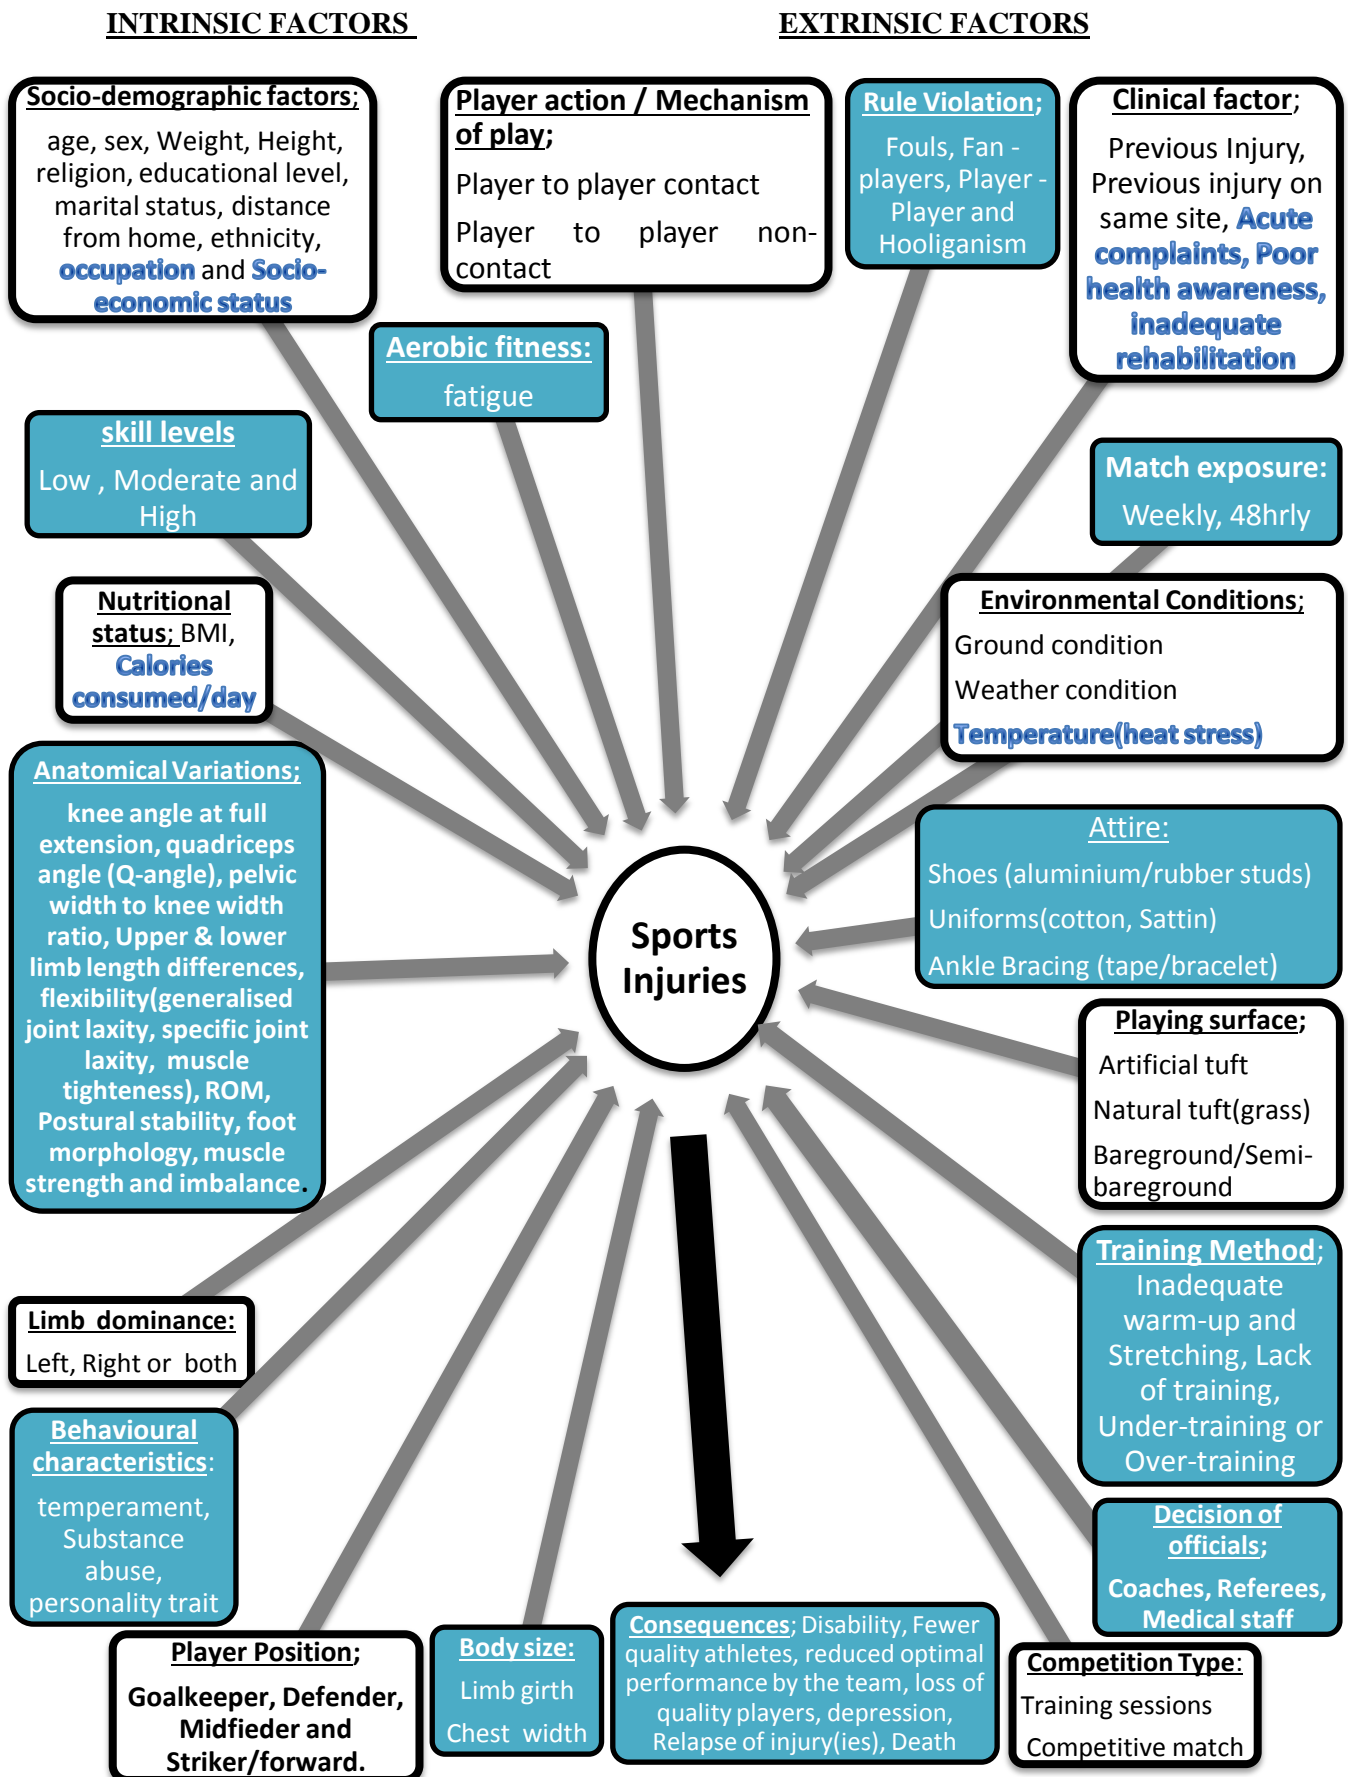 INTRINSIC FACTORS
EXTRINSIC FACTORS
Socio-demographic factors;
age, sex, Weight, Height,
religion, educational level,
marital status, distance
from home, ethnicity,
occupation and Socio-
economic status
Player action / Mechanism
of play;
Player to player contact
Player to player non-
contact
Rule Violation;
Fouls, Fan -
players, Player -
Player and
Hooliganism
Clinical factor;
Previous Injury,
Previous injury on
same site, Acute
complaints, Poor
health awareness,
inadequate
rehabilitation
Aerobic fitness:
fatigue
skill levels
Low , Moderate and
High
Match exposure:
Weekly, 48hrly
Nutritional
status; BMI,
Calories
consumed/day
Environmental Conditions;
Ground condition
Weather condition
Temperature(heat stress)
Anatomical Variations;
knee angle at full
extension, quadriceps
angle (Q-angle), pelvic
width to knee width
ratio, Upper & lower
limb length differences,
flexibility(generalised
joint laxity, specific joint
laxity, muscle
tighteness), ROM,
Postural stability, foot
morphology, muscle
strength and imbalance.
Attire:
Shoes (aluminium/rubber studs)
Uniforms(cotton, Sattin)
Ankle Bracing (tape/bracelet)
Sports
Injuries
Playing surface;
Artificial tuft
Natural tuft(grass)
Bareground/Semi-
bareground
Training Method;
Inadequate
warm-up and
Stretching, Lack
of training,
Under-training or
Over-training
Limb dominance:
Left, Right or both
Behavioural
characteristics:
temperament,
Substance
abuse,
personality trait
Decision of
officials;
Coaches, Referees,
Medical staff
Player Position;
Goalkeeper, Defender,
Midfieder and
Striker/forward.
Body size:
Limb girth
Chest width
Consequences; Disability, Fewer
quality athletes, reduced optimal
performance by the team, loss of
quality players, depression,
Relapse of injury(ies), Death
Competition Type:
Training sessions
Competitive match